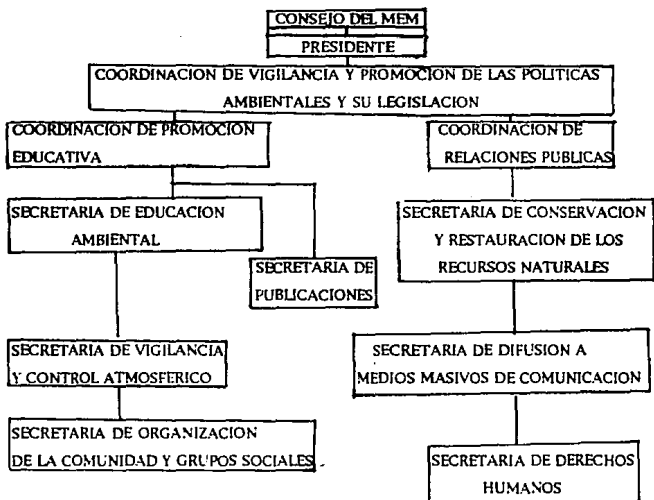 CONSEJO DEL MEM
PRESIDENTE
COORDINACION DE VIGILANCIA Y PROMOCION DE LAS POLITICAS
AMBIENTALES Y SU LEGISLACION
COORDINACION DE PROMOCION
EDUCATIVA
COORDINACION DE
RELACIONES PUBLICAS
SECRETARIA DE EDUCACION
AMBIENTAL
SECRETARIA DE
PUBLICACIONES
SECRETARIA DE CONSERVACION
Y RESTAURACION DE LOS
RECURSOS NATURALES
SECRETARIA DE VIGILANCIA
Y CONTROL ATMOSFERICO
SECRETARIA DE DIFUSION A
MEDIOS MASIVOS DE COMUNICACION
SECRETARIA DE ORGANIZACION
DE LA COMUNIDAD Y GRUPOS SOCIALES
SECRETARIA DE DERECHOS
HUMANOS